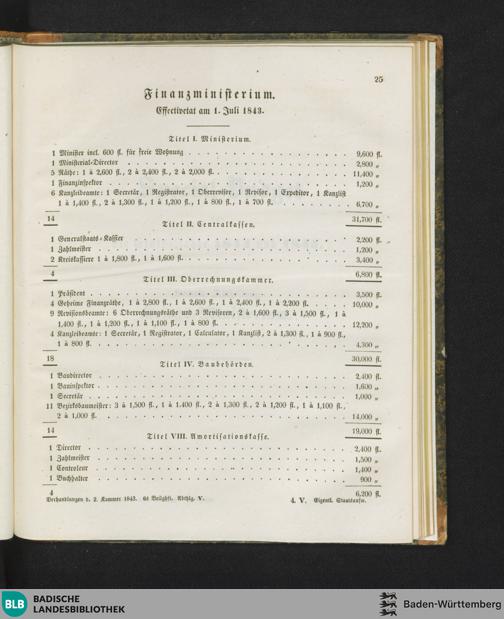 25
Finanzministerium.
Effectivetat am 1. Juli 1843.
Titel I. Ministerium.
1 Minister incl. 600 fl. für freie Wohnung 9,600 fl.
1 Ministerial-Director 2,800 „
5 Räthe: 1 à 2,600 fl., 2 à 2,400 fl., 2 à 2,000 fl. 11,400 „
1 Finanzinspektor 1,200 „
6 Kanzleibeamte: 1 Secretär, 1 Registrator, 1 Oberrevisor, 1 Revisor, 1 Expeditor, 1 Kanzlist
1 à 1,400 fl., 2 à 1,300 fl., 1 à 1,200 fl., 1 à 800 fl., 1 à 700 fl. 6,700 „
14 31,700 fl.
Titel II. Centralkassen.
1 Generalstaats-Kassier 2,200 fl.
1 Zahlmeister 1,200 „
2 Kreiskassiere 1 à 1,800 fl., 1 à 1,600 fl. 3,400 „
4 6,800 fl.
Titel III. Oberrechnungskammer.
1 Präsident 3,500 fl.
4 Geheime Finanzräthe, 1 à 2,800 fl., 1 à 2,600 fl., 1 à 2,400 fl., 1 à 2,200 fl. 10,000 „
9 Revisionsbeamte: 6 Oberrechnungsräthe und 3 Revisoren, 2 à 1,600 fl., 3 à 1,500 fl., 1 à
1,400 fl., 1 à 1,200 fl., 1 à 1,100 fl., 1 à 800 fl. 12,200 „
4 Kanzleibeamte: 1 Secretär, 1 Registrator, 1 Calculator, 1 Kanzlist, 2 à 1,300 fl., 1 à 900 fl.,
1 à 800 fl. 4,300 „
18 30,000 fl.
Titel IV. Baubehörden.
1 Baudirector 2,400 fl.
1 Bauinspektor 1,600 „
1 Secretär 1,000 „
11 Bezirksbaumeister: 3 à 1,500 fl., 1 à 1,400 fl., 2 à 1,300 fl., 2 à 1,200 fl., 1 à 1,100 fl.,
2 à 1,000 fl. 14,000 „
14 19,000 fl.
Titel VIII. Amortisationskasse.
1 Director 2,400 fl.
1 Zahlmeister 1,500 „
1 Controleur 1,400 „
1 Buchhalter 900 „
4 6,200 fl.
Verhandlungen d. 2. Kammer 1843. 6s Beilghft. Abthlg. V. 4. V. Eigentl. Staatsaufw.
BLB BADISCHE
LANDESBIBLIOTHEK
Baden-Württemberg